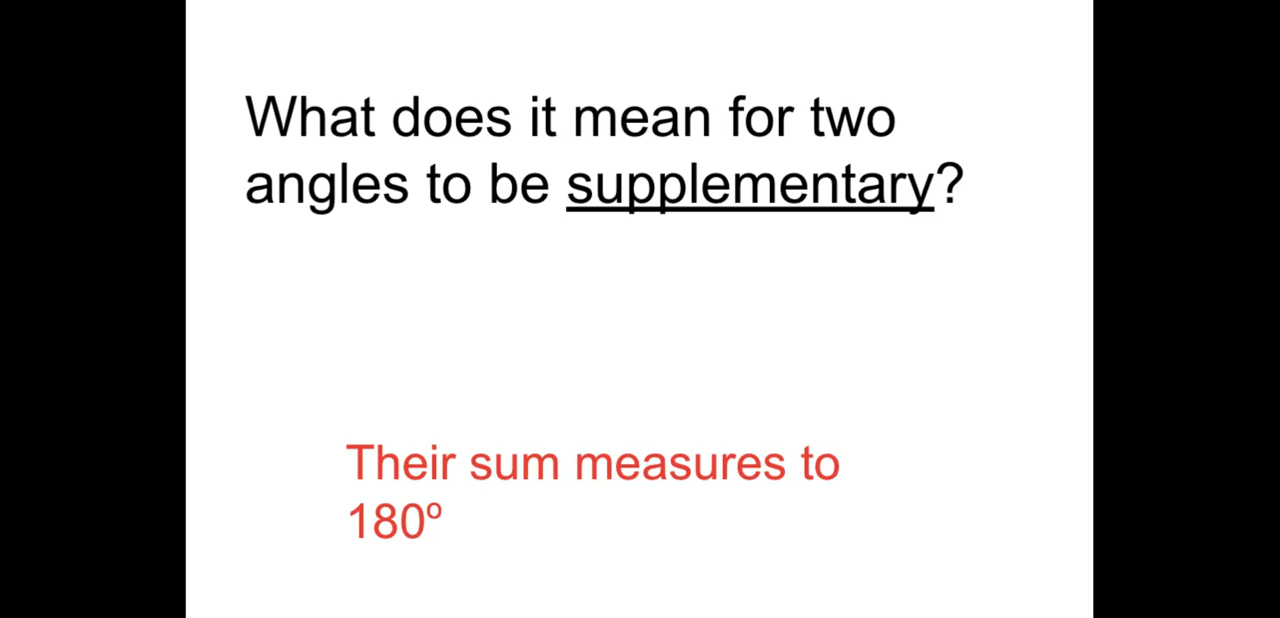 What does it mean for two
angles to be supplementary?
Their sum measures to
180º